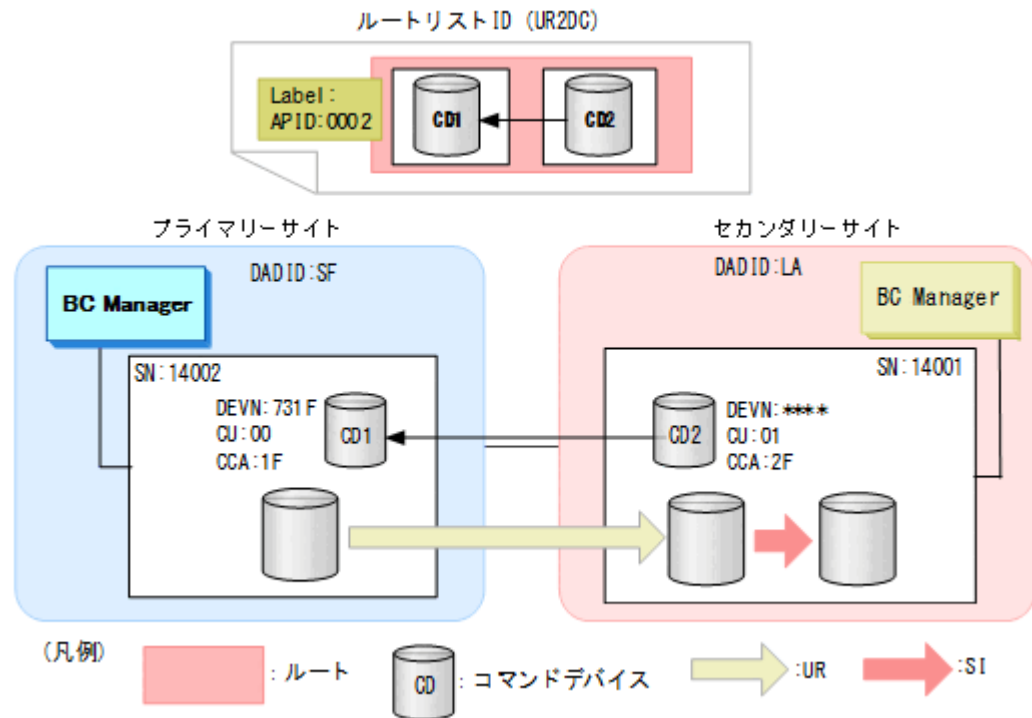 ルートリストID (UR2DC)
Label:
APID:0002
CD1
CD2
プライマリーサイト
セカンダリーサイト
DADID:SF
DADID:LA
BC Manager
BC Manager
SN:14002
SN:14001
DEVN:731F
CU:00
CCA:1F
CD1
CD2
DEVN:****
CU:01
CCA:2F
(凡例)
:ルート
CD
:コマンドデバイス
:UR
:SI